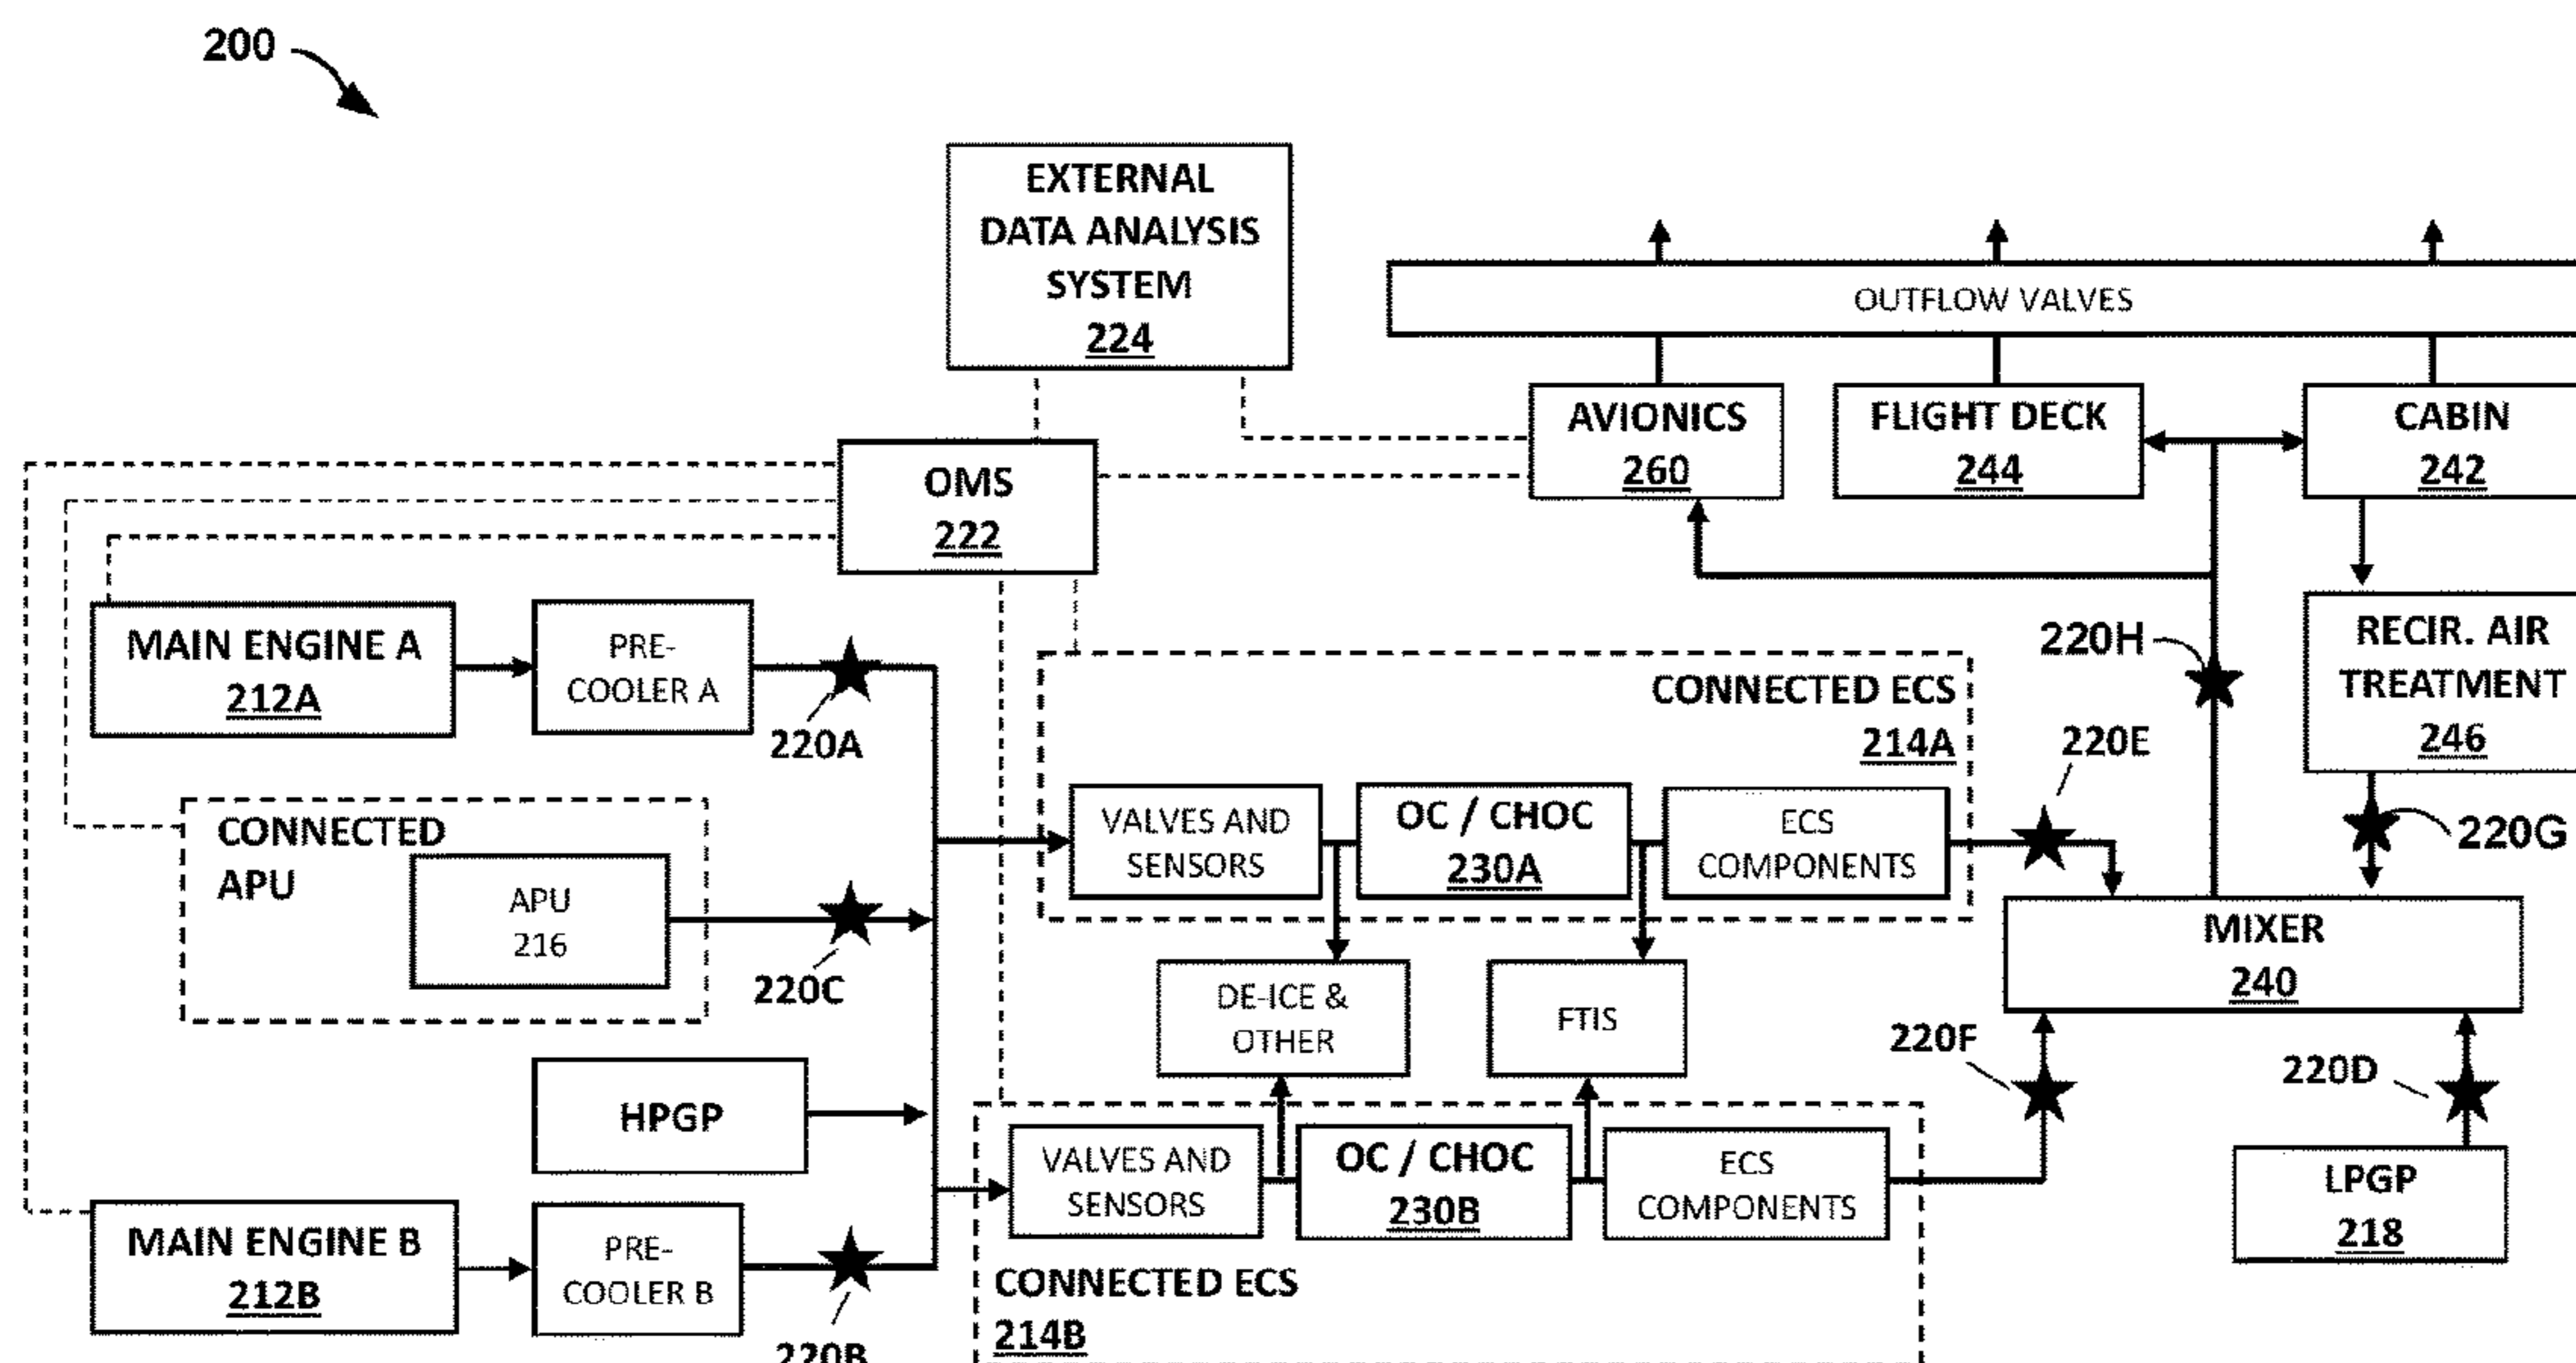 200
EXTERNAL
DATA ANALYSIS
SYSTEM
224
OUTFLOW VALVES
AVIONICS
260
FLIGHT DECK
244
CABIN
242
OMS
222
MAIN ENGINE A
212A
PRE-
COOLER A
220A
CONNECTED ECS
214A
220H
RECIR. AIR
TREATMENT
246
220E
220G
CONNECTED
APU
APU
216
220C
VALVES AND
SENSORS
OC / CHOC
230A
ECS
COMPONENTS
MIXER
240
DE-ICE &
OTHER
FTIS
220F
220D
HPGP
VALVES AND
SENSORS
OC / CHOC
230B
ECS
COMPONENTS
LPGP
218
MAIN ENGINE B
212B
PRE-
COOLER B
220B
CONNECTED ECS
214B